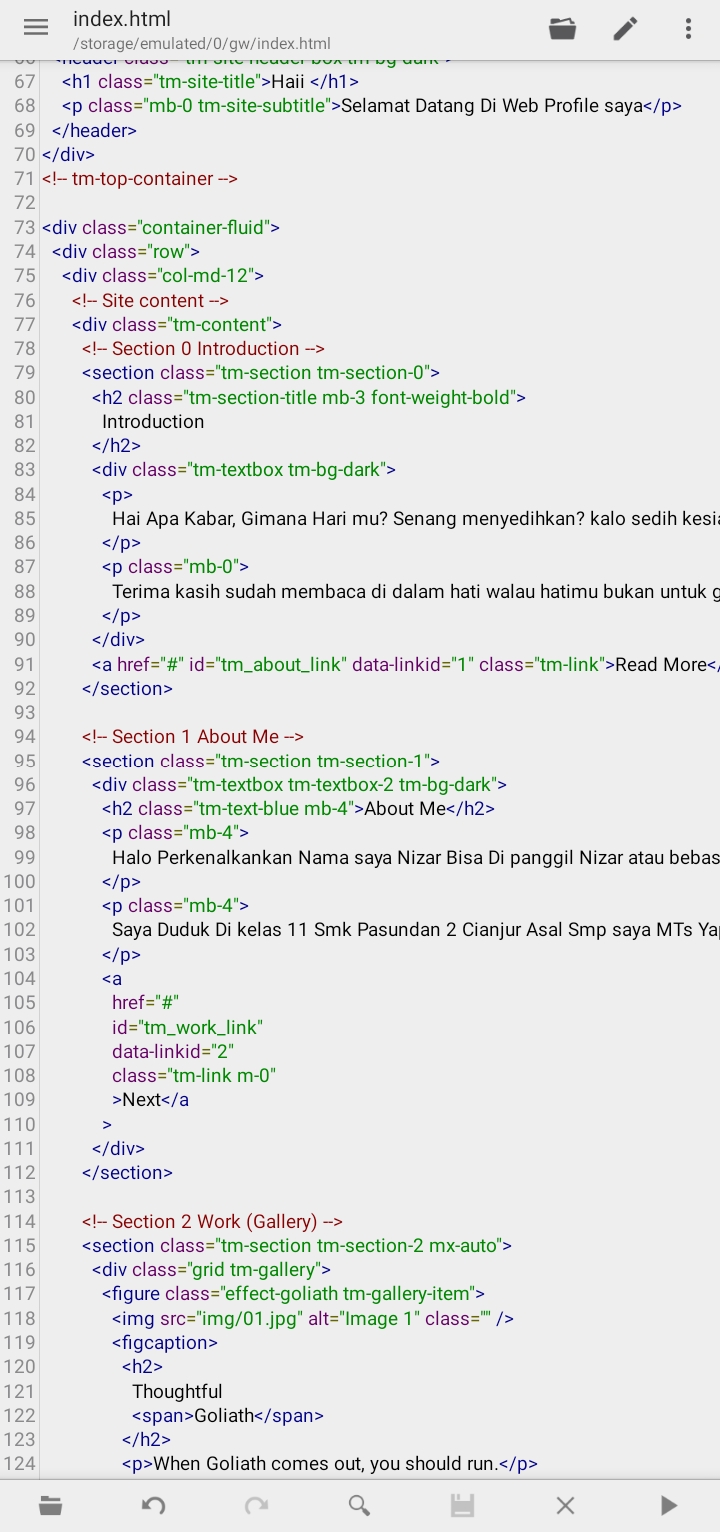 index.html
/storage/emulated/0/gw/index.html
66 <header class="tm-site-header-box tm-bg-dark">
67 <h1 class="tm-site-title">Haii </h1>
68 <p class="mb-0 tm-site-subtitle">Selamat Datang Di Web Profile saya</p>
69 </header>
70 </div>
71 <!-- tm-top-container -->
72
73 <div class="container-fluid">
74 <div class="row">
75 <div class="col-md-12">
76 <!-- Site content -->
77 <div class="tm-content">
78 <!-- Section 0 Introduction -->
79 <section class="tm-section tm-section-0">
80 <h2 class="tm-section-title mb-3 font-weight-bold">
81 Introduction
82 </h2>
83 <div class="tm-textbox tm-bg-dark">
84 <p>
85 Hai Apa Kabar, Gimana Hari mu? Senang menyedihkan? kalo sedih kesia
86 </p>
87 <p class="mb-0">
88 Terima kasih sudah membaca di dalam hati walau hatimu bukan untuk g
89 </p>
90 </div>
91 <a href="#" id="tm_about_link" data-linkid="1" class="tm-link">Read More</
92 </section>
93
94 <!-- Section 1 About Me -->
95 <section class="tm-section tm-section-1">
96 <div class="tm-textbox tm-textbox-2 tm-bg-dark">
97 <h2 class="tm-text-blue mb-4">About Me</h2>
98 <p class="mb-4">
99 Halo Perkenalkankan Nama saya Nizar Bisa Di panggil Nizar atau bebas
100 </p>
101 <p class="mb-4">
102 Saya Duduk Di kelas 11 Smk Pasundan 2 Cianjur Asal Smp saya MTs Yap
103 </p>
104 <a
105 href="#"
106 id="tm_work_link"
107 data-linkid="2"
108 class="tm-link m-0"
109 >Next</a
110 >
111 </div>
112 </section>
113
114 <!-- Section 2 Work (Gallery) -->
115 <section class="tm-section tm-section-2 mx-auto">
116 <div class="grid tm-gallery">
117 <figure class="effect-goliath tm-gallery-item">
118 <img src="img/01.jpg" alt="Image 1" class="" />
119 <figcaption>
120 <h2>
121 Thoughtful
122 <span>Goliath</span>
123 </h2>
124 <p>When Goliath comes out, you should run.</p>